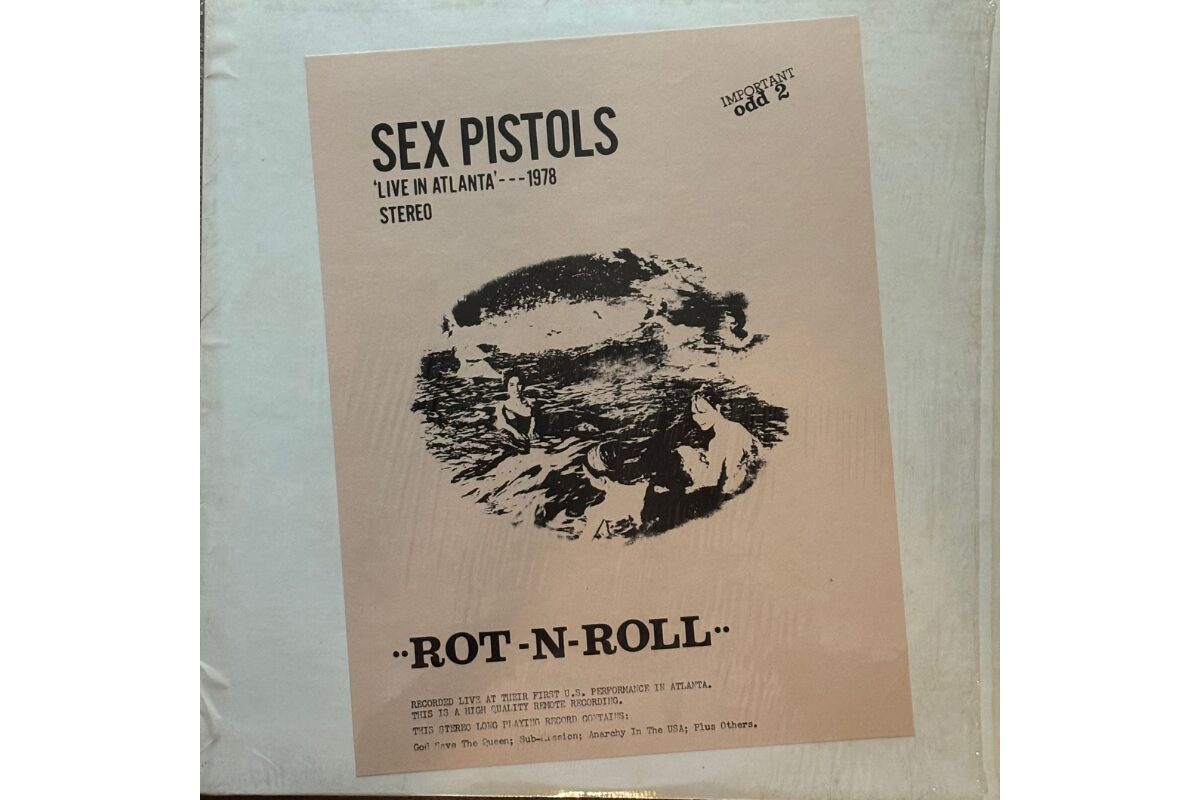 IMPORTANT
odd 2
SEX PISTOLS
'LIVE IN ATLANTA'---1978
STEREO
"ROT-N-ROLL"
RECORDED LIVE AT THEIR FIRST U.S. PERFORMANCE IN ATLANTA.
THIS IS A HIGH QUALITY REMOTE RECORDING.
THIS STEREO LONG PLAYING RECORD CONTAINS:
God Save The Queen; Sub-Mission; Anarchy In The USA; Plus Others.